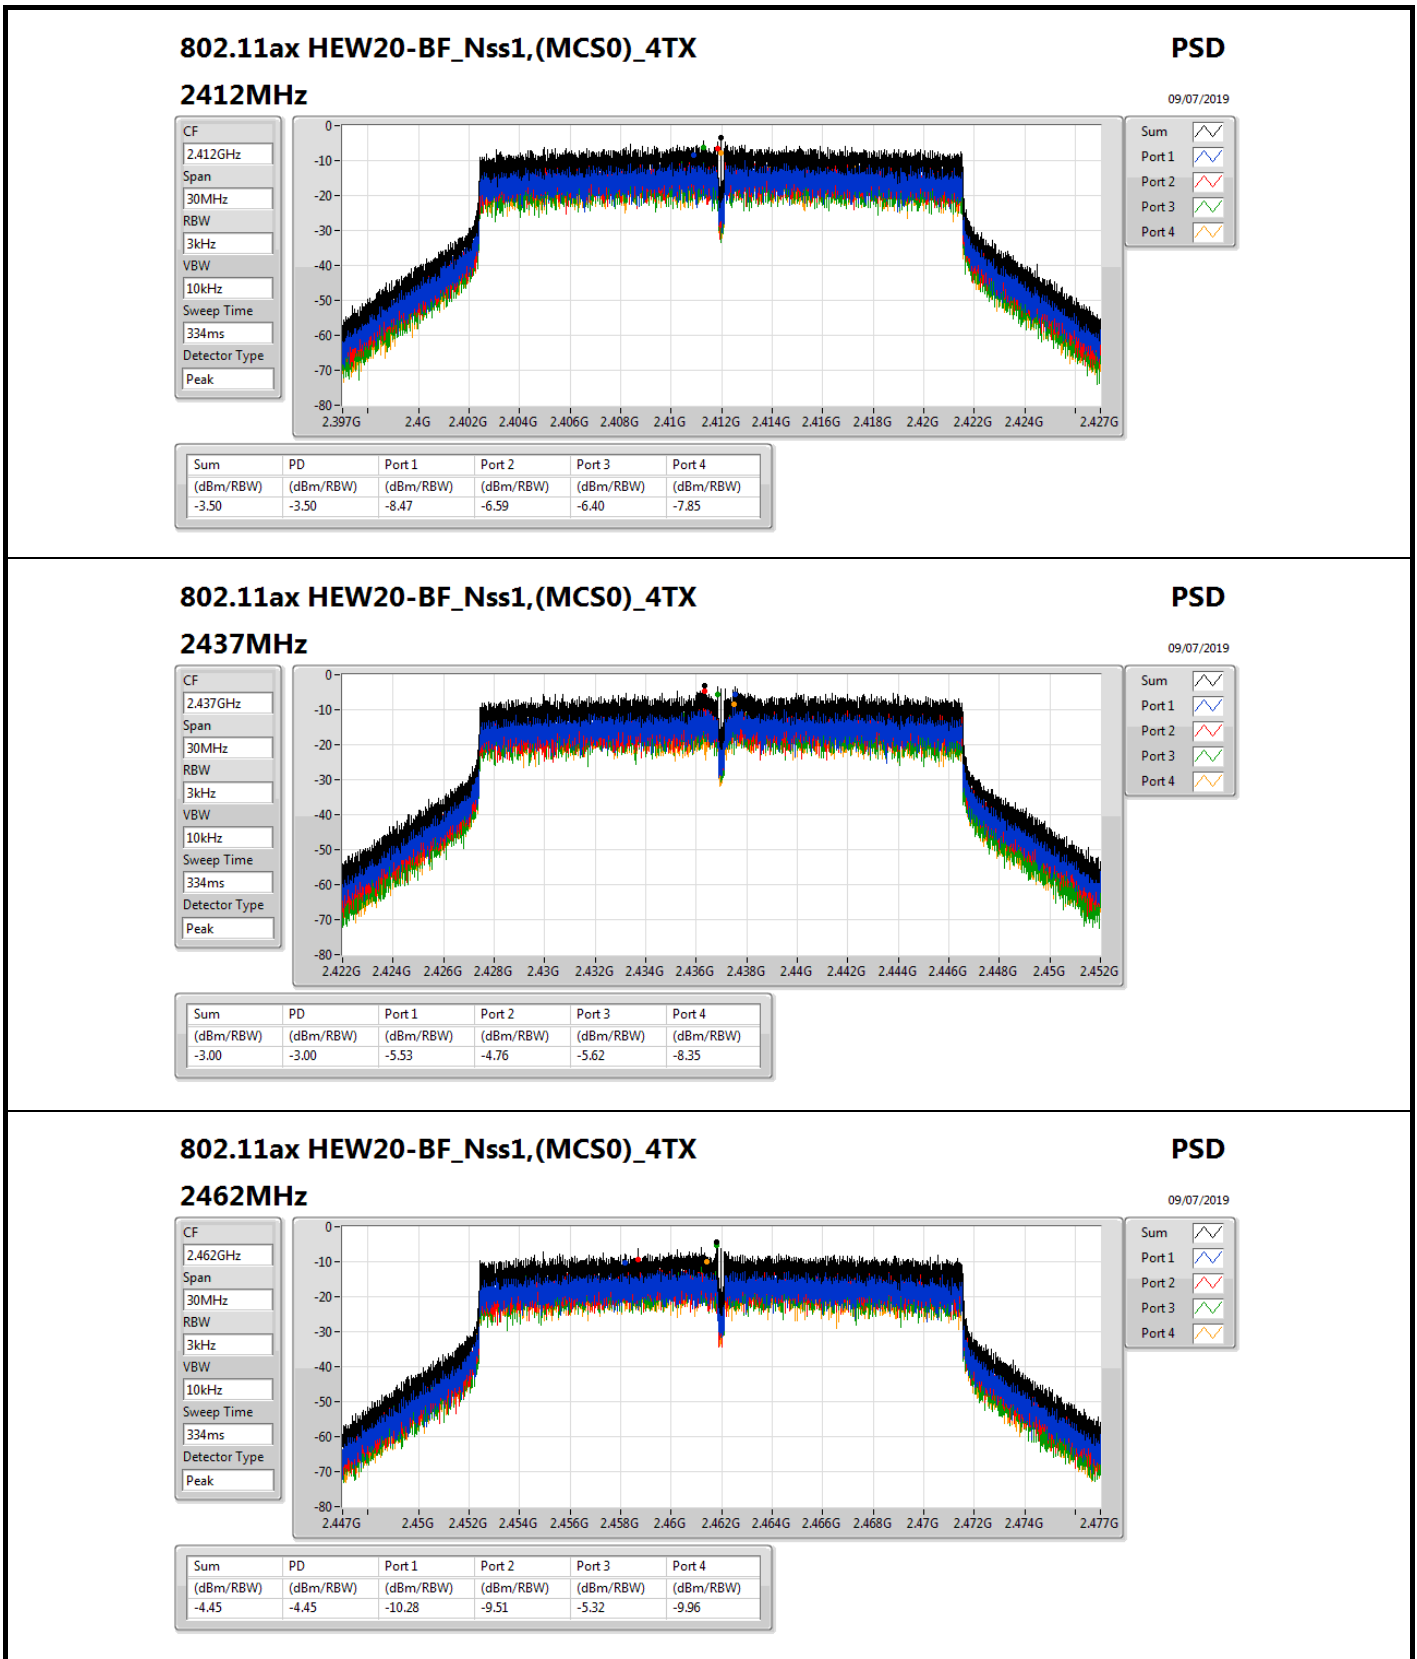 802.11ax HEW20-BF_Nss1,(MCS0)_4TX PSD
2412MHz 09/07/2019
CF
2.412GHz
Span
30MHz
RBW
3kHz
VBW
10kHz
Sweep Time
334ms
Detector Type
Peak
0
-10
-20
-30
-40
-50
-60
-70
-80
2.397G 2.4G 2.402G 2.404G 2.406G 2.408G 2.41G 2.412G 2.414G 2.416G 2.418G 2.42G 2.422G 2.424G 2.427G
Sum
Port 1
Port 2
Port 3
Port 4
Sum PD Port 1 Port 2 Port 3 Port 4
(dBm/RBW) (dBm/RBW) (dBm/RBW) (dBm/RBW) (dBm/RBW) (dBm/RBW)
-3.50 -3.50 -8.47 -6.59 -6.40 -7.85
802.11ax HEW20-BF_Nss1,(MCS0)_4TX PSD
2437MHz 09/07/2019
CF
2.437GHz
Span
30MHz
RBW
3kHz
VBW
10kHz
Sweep Time
334ms
Detector Type
Peak
0
-10
-20
-30
-40
-50
-60
-70
-80
2.422G 2.424G 2.426G 2.428G 2.43G 2.432G 2.434G 2.436G 2.438G 2.44G 2.442G 2.444G 2.446G 2.448G 2.45G 2.452G
Sum
Port 1
Port 2
Port 3
Port 4
Sum PD Port 1 Port 2 Port 3 Port 4
(dBm/RBW) (dBm/RBW) (dBm/RBW) (dBm/RBW) (dBm/RBW) (dBm/RBW)
-3.00 -3.00 -5.53 -4.76 -5.62 -8.35
802.11ax HEW20-BF_Nss1,(MCS0)_4TX PSD
2462MHz 09/07/2019
CF
2.462GHz
Span
30MHz
RBW
3kHz
VBW
10kHz
Sweep Time
334ms
Detector Type
Peak
0
-10
-20
-30
-40
-50
-60
-70
-80
2.447G 2.45G 2.452G 2.454G 2.456G 2.458G 2.46G 2.462G 2.464G 2.466G 2.468G 2.47G 2.472G 2.474G 2.477G
Sum
Port 1
Port 2
Port 3
Port 4
Sum PD Port 1 Port 2 Port 3 Port 4
(dBm/RBW) (dBm/RBW) (dBm/RBW) (dBm/RBW) (dBm/RBW) (dBm/RBW)
-4.45 -4.45 -10.28 -9.51 -5.32 -9.96